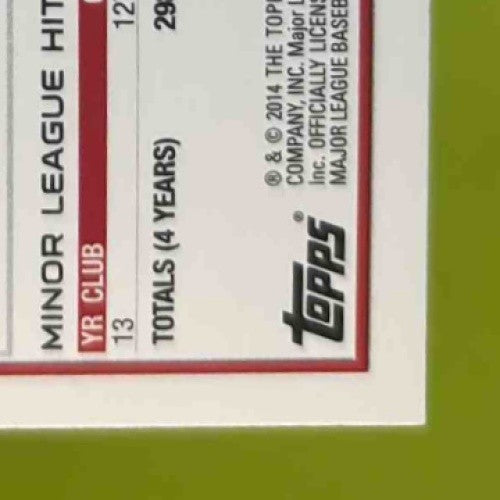 MINOR LEAGUE HIT
YR CLUB
13 12
TOTALS (4 YEARS) 29
topps®
® & © 2014 THE TOPP
COMPANY, INC. Major L
Inc. OFFICIALLY LICENS
MAJOR LEAGUE BASEB